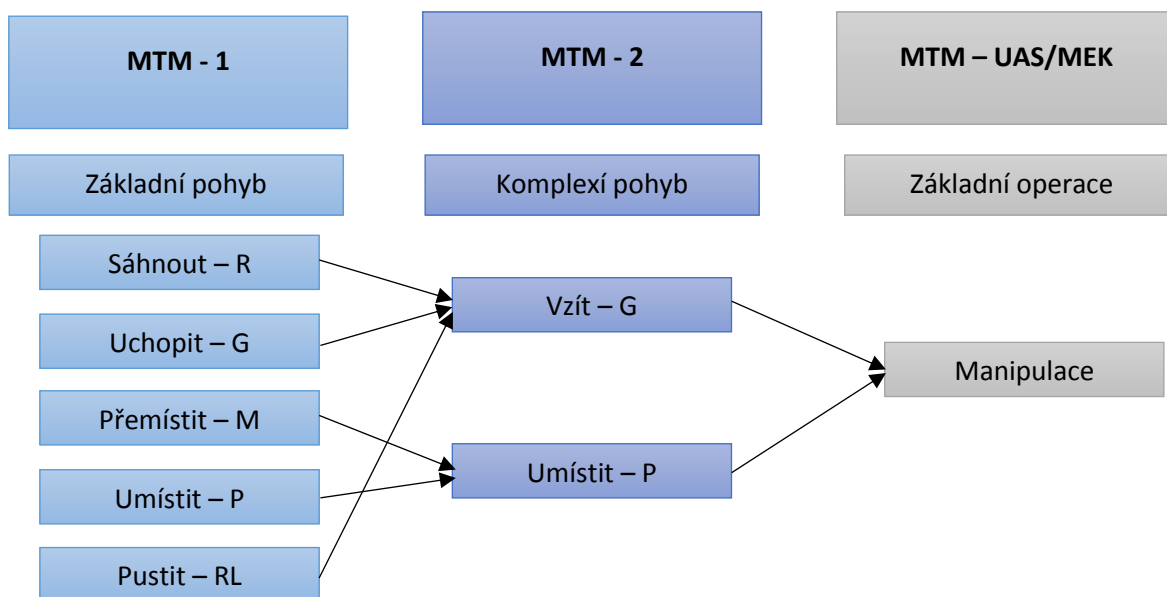 MTM - 1
MTM - 2
MTM – UAS/MEK
Základní pohyb
Komplexí pohyb
Základní operace
Sáhnout – R
Uchopit – G
Přemístit – M
Umístit – P
Pustit – RL
Vzít – G
Umístit – P
Manipulace